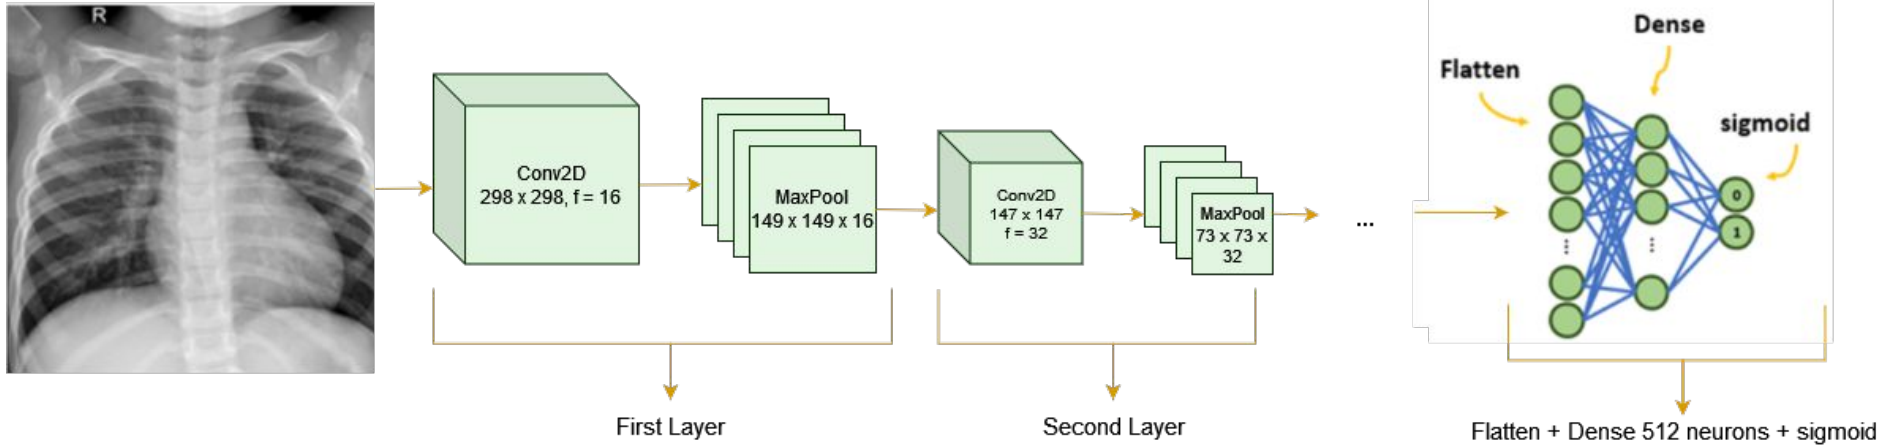 R
Conv2D
298 x 298, f = 16
MaxPool
149 x 149 x 16
Conv2D
147 x 147
f = 32
MaxPool
73 x 73 x
32
...
Flatten
Dense
sigmoid
0
1
First Layer
Second Layer
Flatten + Dense 512 neurons + sigmoid